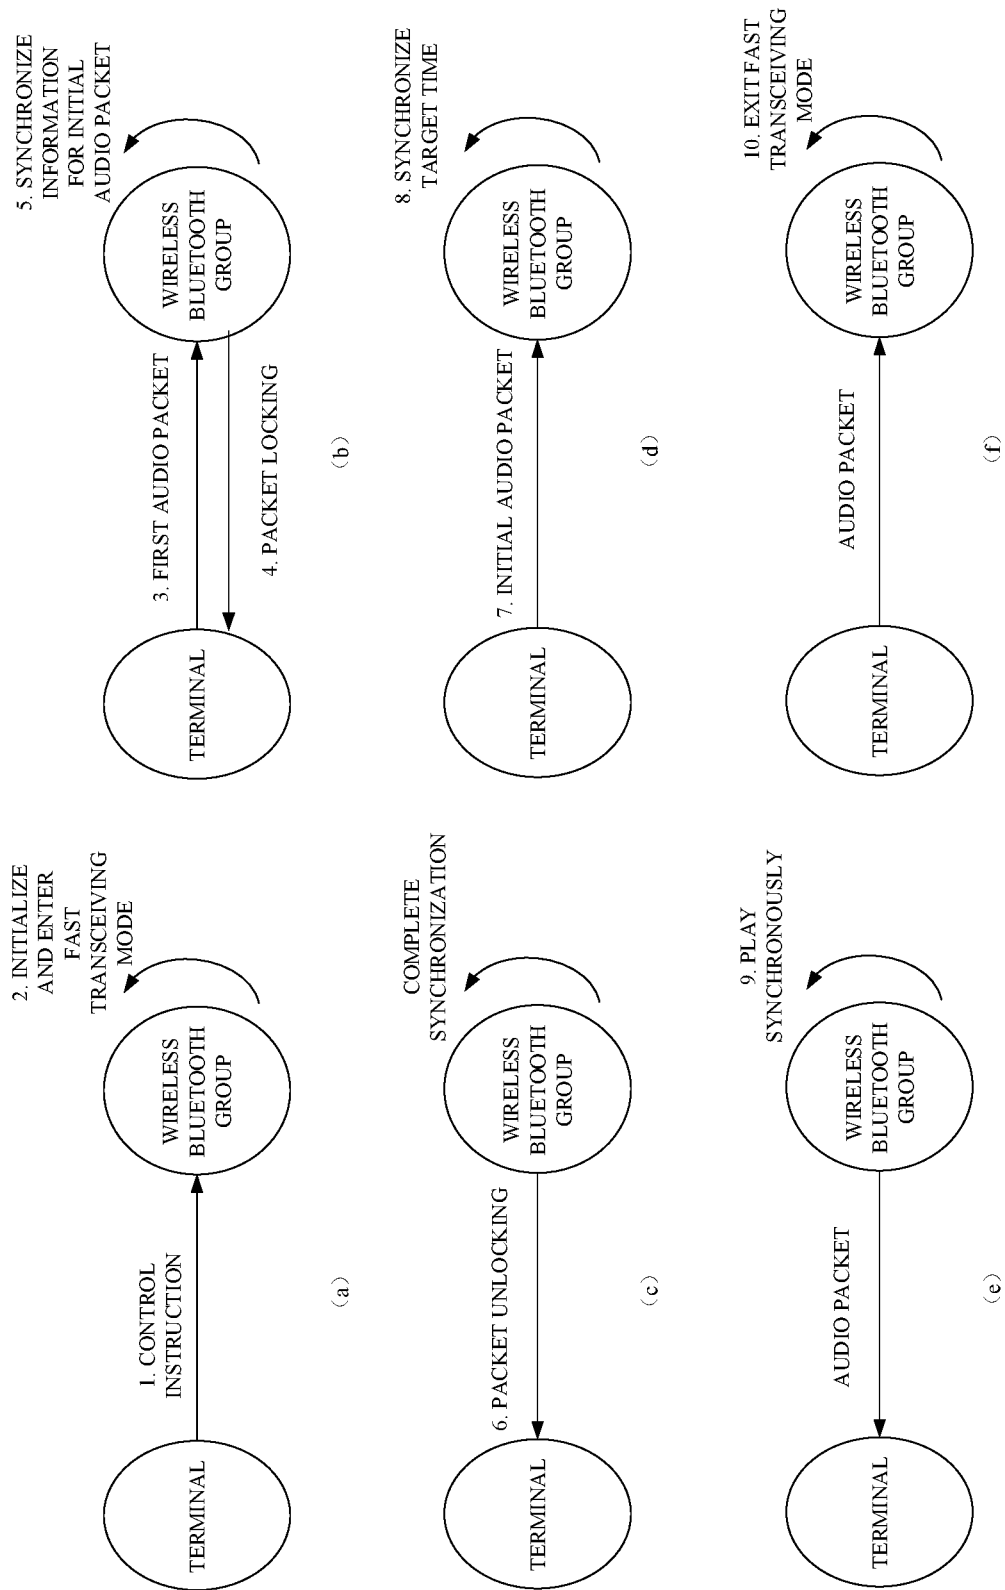 2. INITIALIZE
AND ENTER
FAST
TRANSCEIVING
MODE
1. CONTROL
INSTRUCTION
TERMINAL
WIRELESS
BLUETOOTH
GROUP
(a)
5. SYNCHRONIZE
INFORMATION
FOR INITIAL
AUDIO PACKET
3. FIRST AUDIO PACKET
TERMINAL
WIRELESS
BLUETOOTH
GROUP
4. PACKET LOCKING
(b)
COMPLETE
SYNCHRONIZATION
6. PACKET UNLOCKING
TERMINAL
WIRELESS
BLUETOOTH
GROUP
(c)
8. SYNCHRONIZE
TARGET TIME
7. INITIAL AUDIO PACKET
TERMINAL
WIRELESS
BLUETOOTH
GROUP
(d)
9. PLAY
SYNCHRONOUSLY
AUDIO PACKET
TERMINAL
WIRELESS
BLUETOOTH
GROUP
(e)
10. EXIT FAST
TRANSCEIVING
MODE
AUDIO PACKET
TERMINAL
WIRELESS
BLUETOOTH
GROUP
(f)